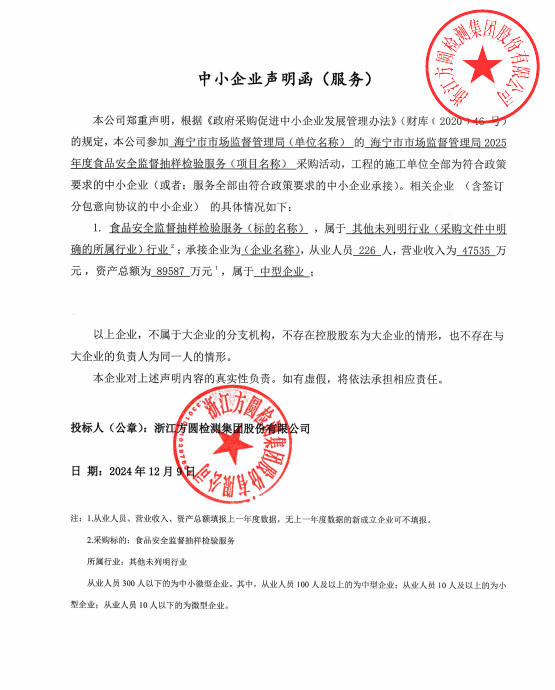 浙江方圆检测集团股份有限公司
中小企业声明函（服务）
本公司郑重声明，根据《政府采购促进中小企业发展管理办法》（财库﹝2020﹞46 号）
的规定，本公司参加 海宁市市场监督管理局（单位名称） 的 海宁市市场监督管理局 2025
年度食品安全监督抽样检验服务（项目名称） 采购活动，工程的施工单位全部为符合政策
要求的中小企业（或者：服务全部由符合政策要求的中小企业承接）。相关企业 （含签订
分包意向协议的中小企业） 的具体情况如下：
1. 食品安全监督抽样检验服务（标的名称） ，属于 其他未列明行业（采购文件中明
确的所属行业）行业²；承接企业为（企业名称），从业人员 226 人，营业收入为 47535 万
元 ，资产总额为 89587 万元¹，属于 中型企业 ；
以上企业，不属于大企业的分支机构，不存在控股股东为大企业的情形，也不存在与
大企业的负责人为同一人的情形。
本企业对上述声明内容的真实性负责。如有虚假，将依法承担相应责任。
投标人（公章）：浙江方圆检测集团股份有限公司
浙江方圆检测集团股份有限公司
日 期：2024 年 12 月 9 日
注：1.从业人员、营业收入、资产总额填报上一年度数据，无上一年度数据的新成立企业可不填报。
2.采购标的：食品安全监督抽样检验服务
所属行业：其他未列明行业
从业人员 300 人以下的为中小微型企业。其中，从业人员 100 人及以上的为中型企业；从业人员 10 人及以上的为小
型企业；从业人员 10 人以下的为微型企业。